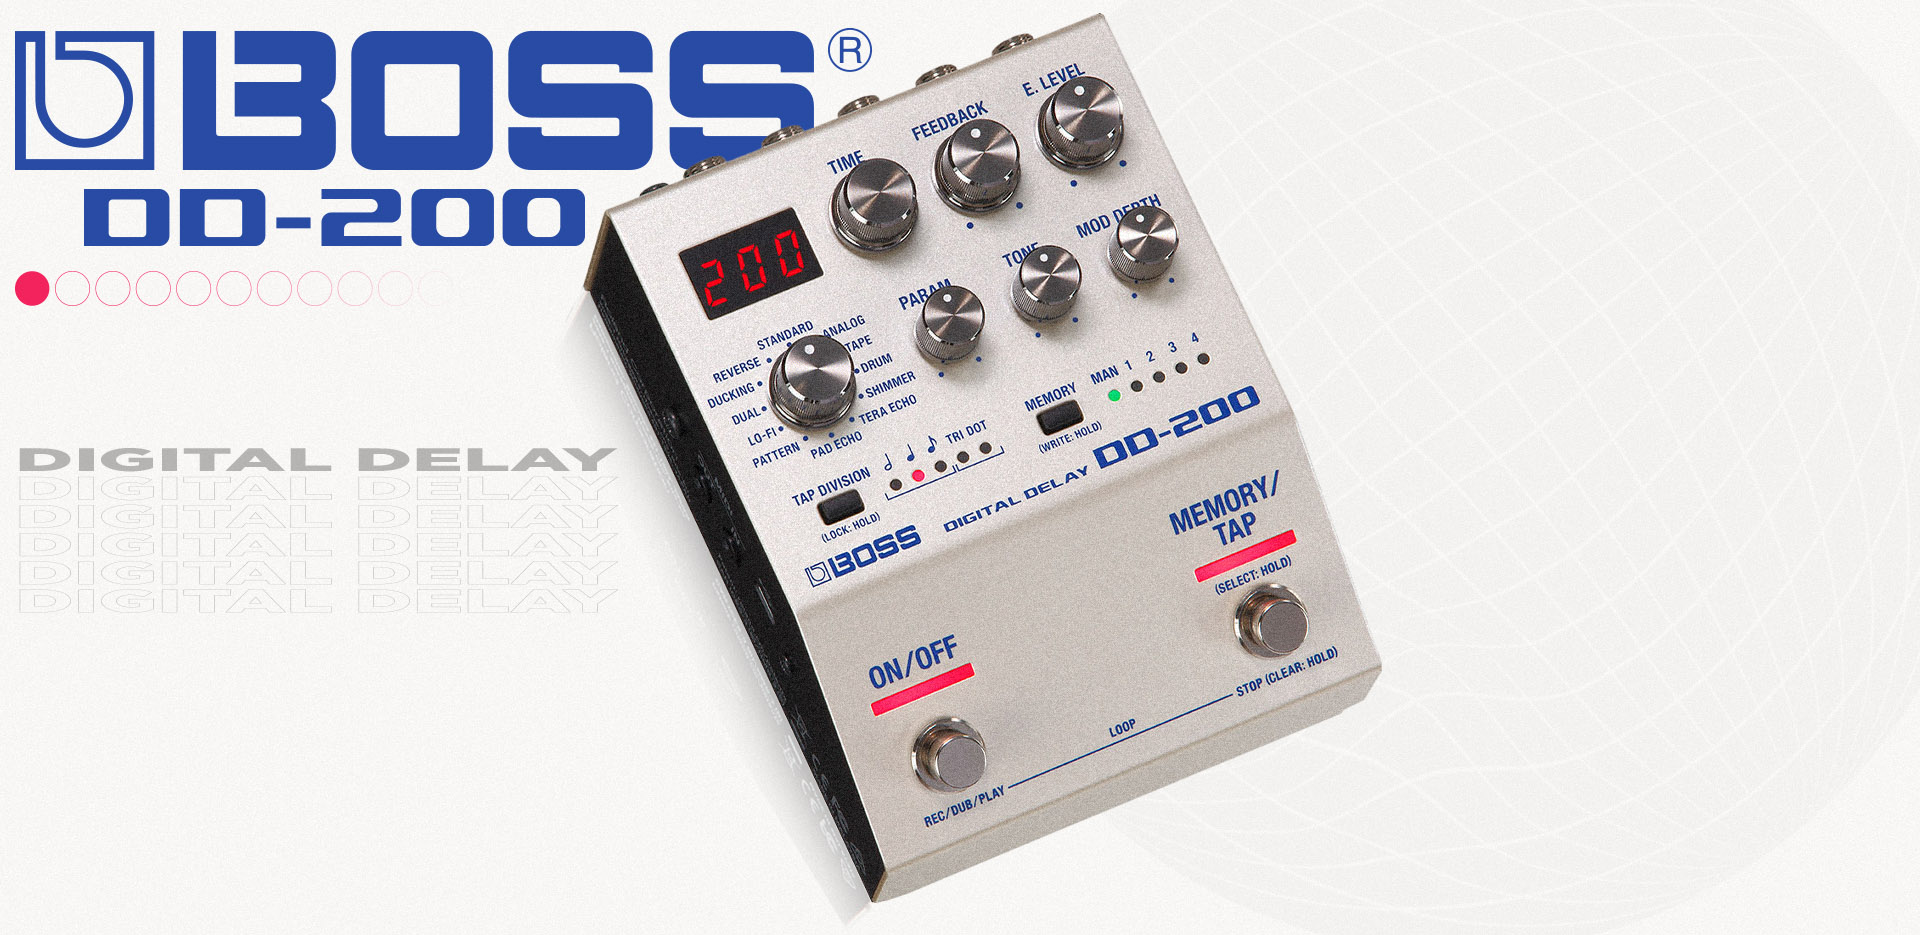 BOSS®
DD-200
DIGITAL DELAY
DIGITAL DELAY
DIGITAL DELAY
DIGITAL DELAY
DIGITAL DELAY
DIGITAL DELAY
TIME
FEEDBACK
E. LEVEL
200
PARAM
TONE
MOD DEPTH
STANDARD
ANALOG
TAPE
DRUM
SHIMMER
TERA ECHO
PAD ECHO
PATTERN
LO-FI
DUAL
DUCKING
REVERSE
TAP DIVISION
(LOCK: HOLD)
TRI DOT
MEMORY
(WRITE: HOLD)
MAN 1 2 3 4
BOSS
DIGITAL DELAY DD-200
MEMORY/
TAP
(SELECT: HOLD)
ON/OFF
REC/DUB/PLAY
LOOP
STOP (CLEAR: HOLD)